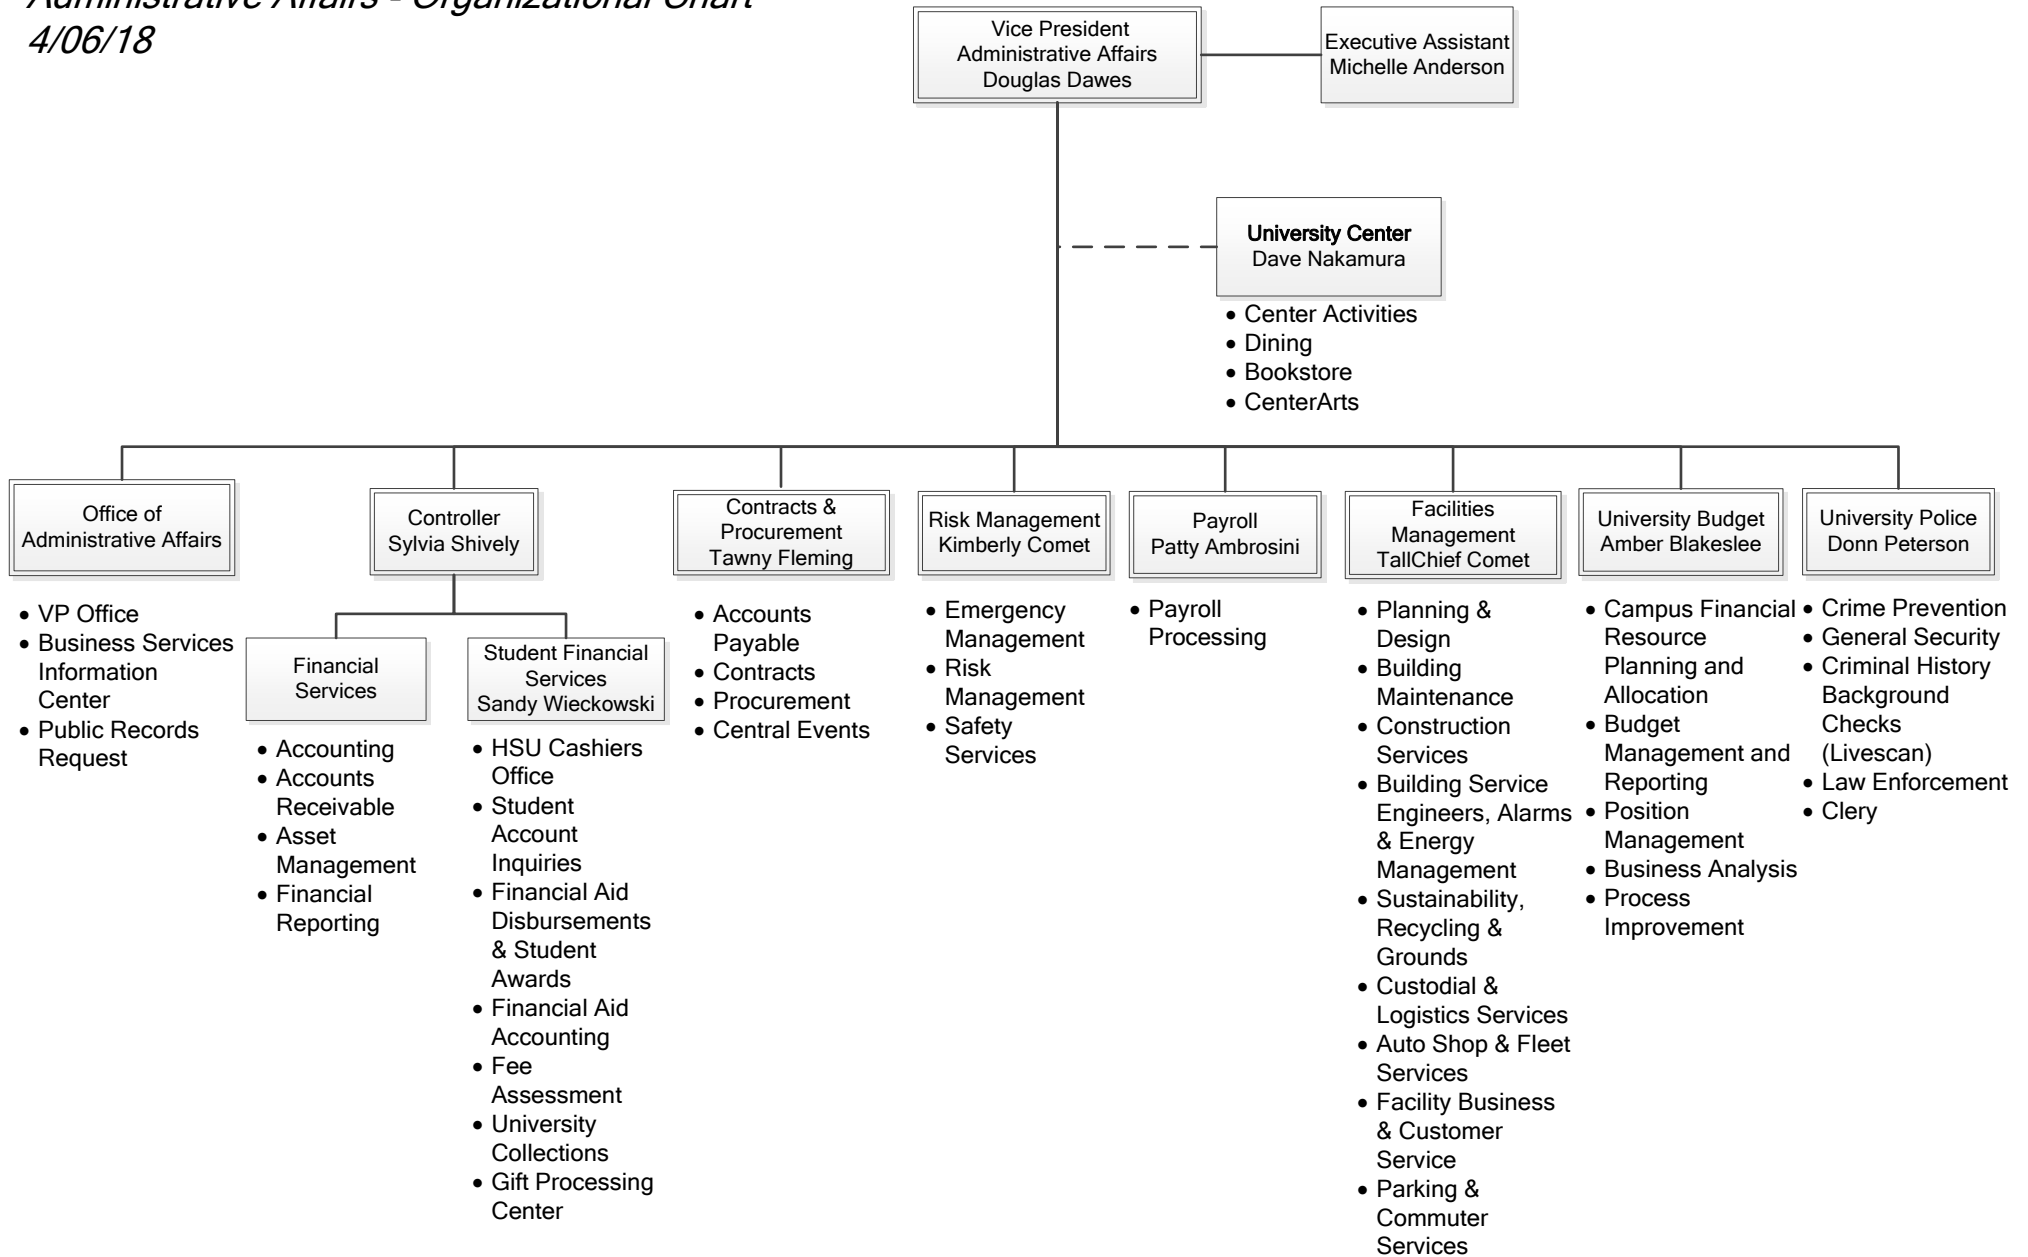 Administrative Affairs - Organizational Chart
4/06/18
Vice President
Administrative Affairs
Douglas Dawes
Executive Assistant
Michelle Anderson
University Center
Dave Nakamura
• Center Activities
• Dining
• Bookstore
• CenterArts
Office of
Administrative Affairs
• VP Office
• Business Services
Information
Center
• Public Records
Request
Controller
Sylvia Shively
Financial
Services
• Accounting
• Accounts
Receivable
• Asset
Management
• Financial
Reporting
Student Financial
Services
Sandy Wieckowski
• HSU Cashiers
Office
• Student
Account
Inquiries
• Financial Aid
Disbursements
& Student
Awards
• Financial Aid
Accounting
• Fee
Assessment
• University
Collections
• Gift Processing
Center
Contracts &
Procurement
Tawny Fleming
• Accounts
Payable
• Contracts
• Procurement
• Central Events
Risk Management
Kimberly Comet
• Emergency
Management
• Risk
Management
• Safety
Services
Payroll
Patty Ambrosini
• Payroll
Processing
Facilities
Management
TallChief Comet
• Planning &
Design
• Building
Maintenance
• Construction
Services
• Building Service
Engineers, Alarms
& Energy
Management
• Sustainability,
Recycling &
Grounds
• Custodial &
Logistics Services
• Auto Shop & Fleet
Services
• Facility Business
& Customer
Service
• Parking &
Commuter
Services
University Budget
Amber Blakeslee
• Campus Financial
Resource
Planning and
Allocation
• Budget
Management and
Reporting
• Position
Management
• Business Analysis
• Process
Improvement
University Police
Donn Peterson
• Crime Prevention
• General Security
• Criminal History
Background
Checks
(Livescan)
• Law Enforcement
• Clery